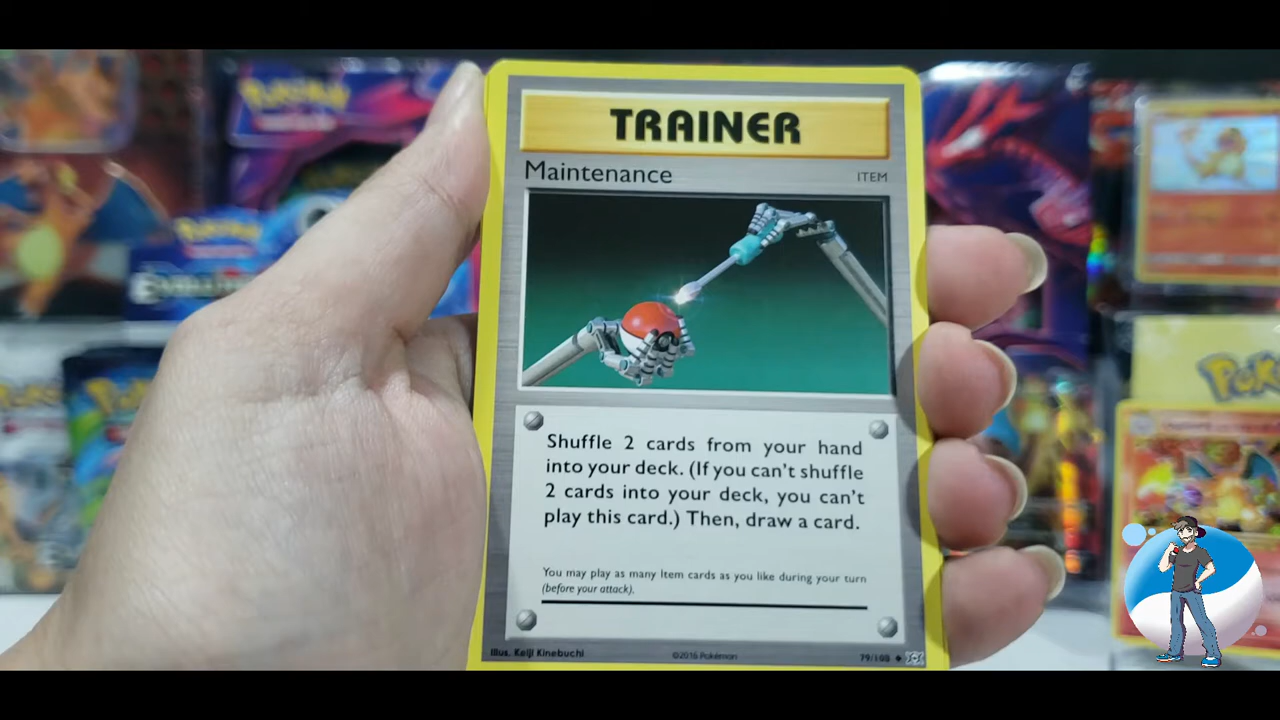 TRAINER
Maintenance
ITEM
Shuffle 2 cards from your hand
into your deck. (If you can't shuffle
2 cards into your deck, you can't
play this card.) Then, draw a card.
You may play as many Item cards as you like during your turn
(before your attack).
Illus. Keiji Kinebuchi
©2016 Pokémon
79/108
Pokémon
Pokémon